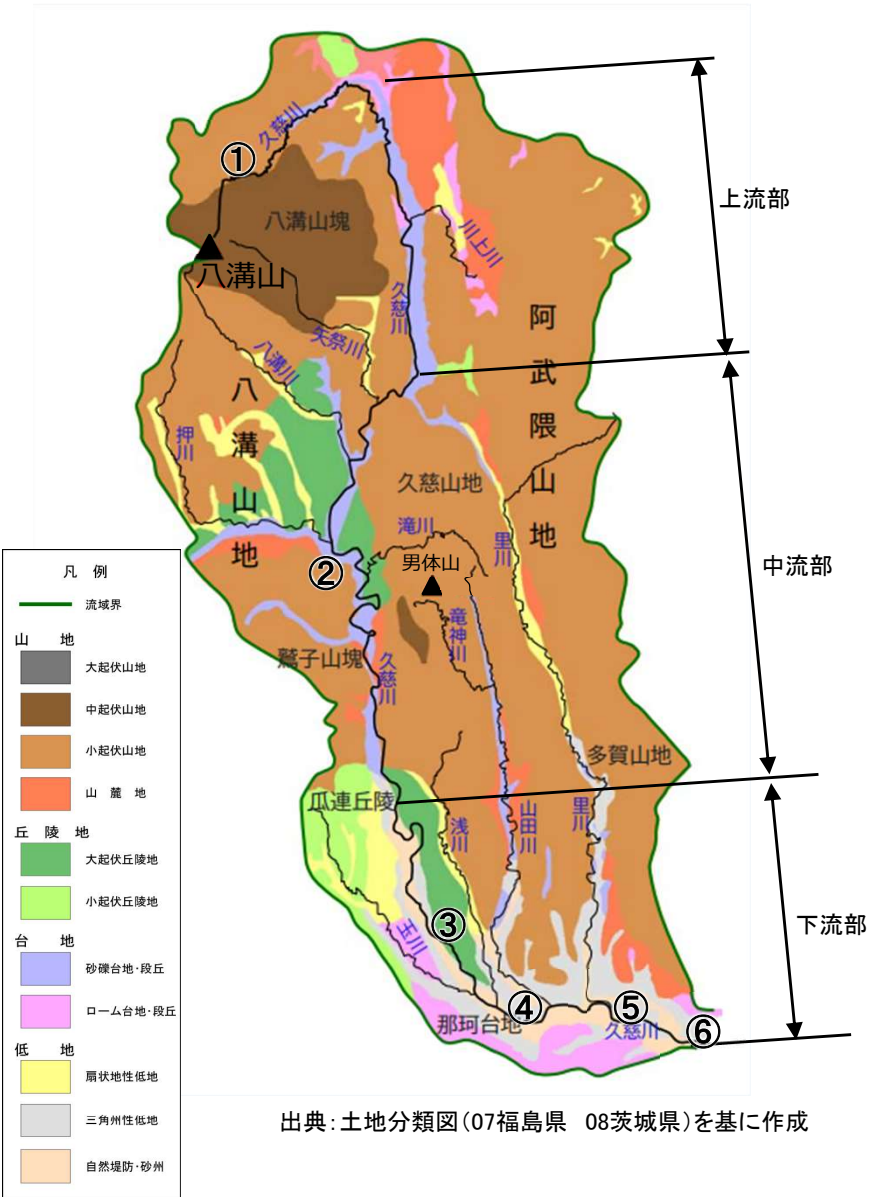 久慈川
①
上流部
八溝山塊
川上川
八溝山
久慈川
阿武隈山地
矢祭川
八溝川
八溝山地
押川
久慈山地
滝川
里川
中流部
②
男体山
竜神川
鷲子山塊
久慈川
多賀山地
瓜連丘陵
浅川
山田川
里川
③
玉川
下流部
④
⑤
那珂台地
久慈川
⑥
凡 例
流域界
山 地
大起伏山地
中起伏山地
小起伏山地
山 麓 地
丘 陵 地
大起伏丘陵地
小起伏丘陵地
台 地
砂礫台地・段丘
ローム台地・段丘
低 地
扇状地性低地
三角州性低地
自然堤防・砂州
出典：土地分類図（07福島県 08茨城県）を基に作成